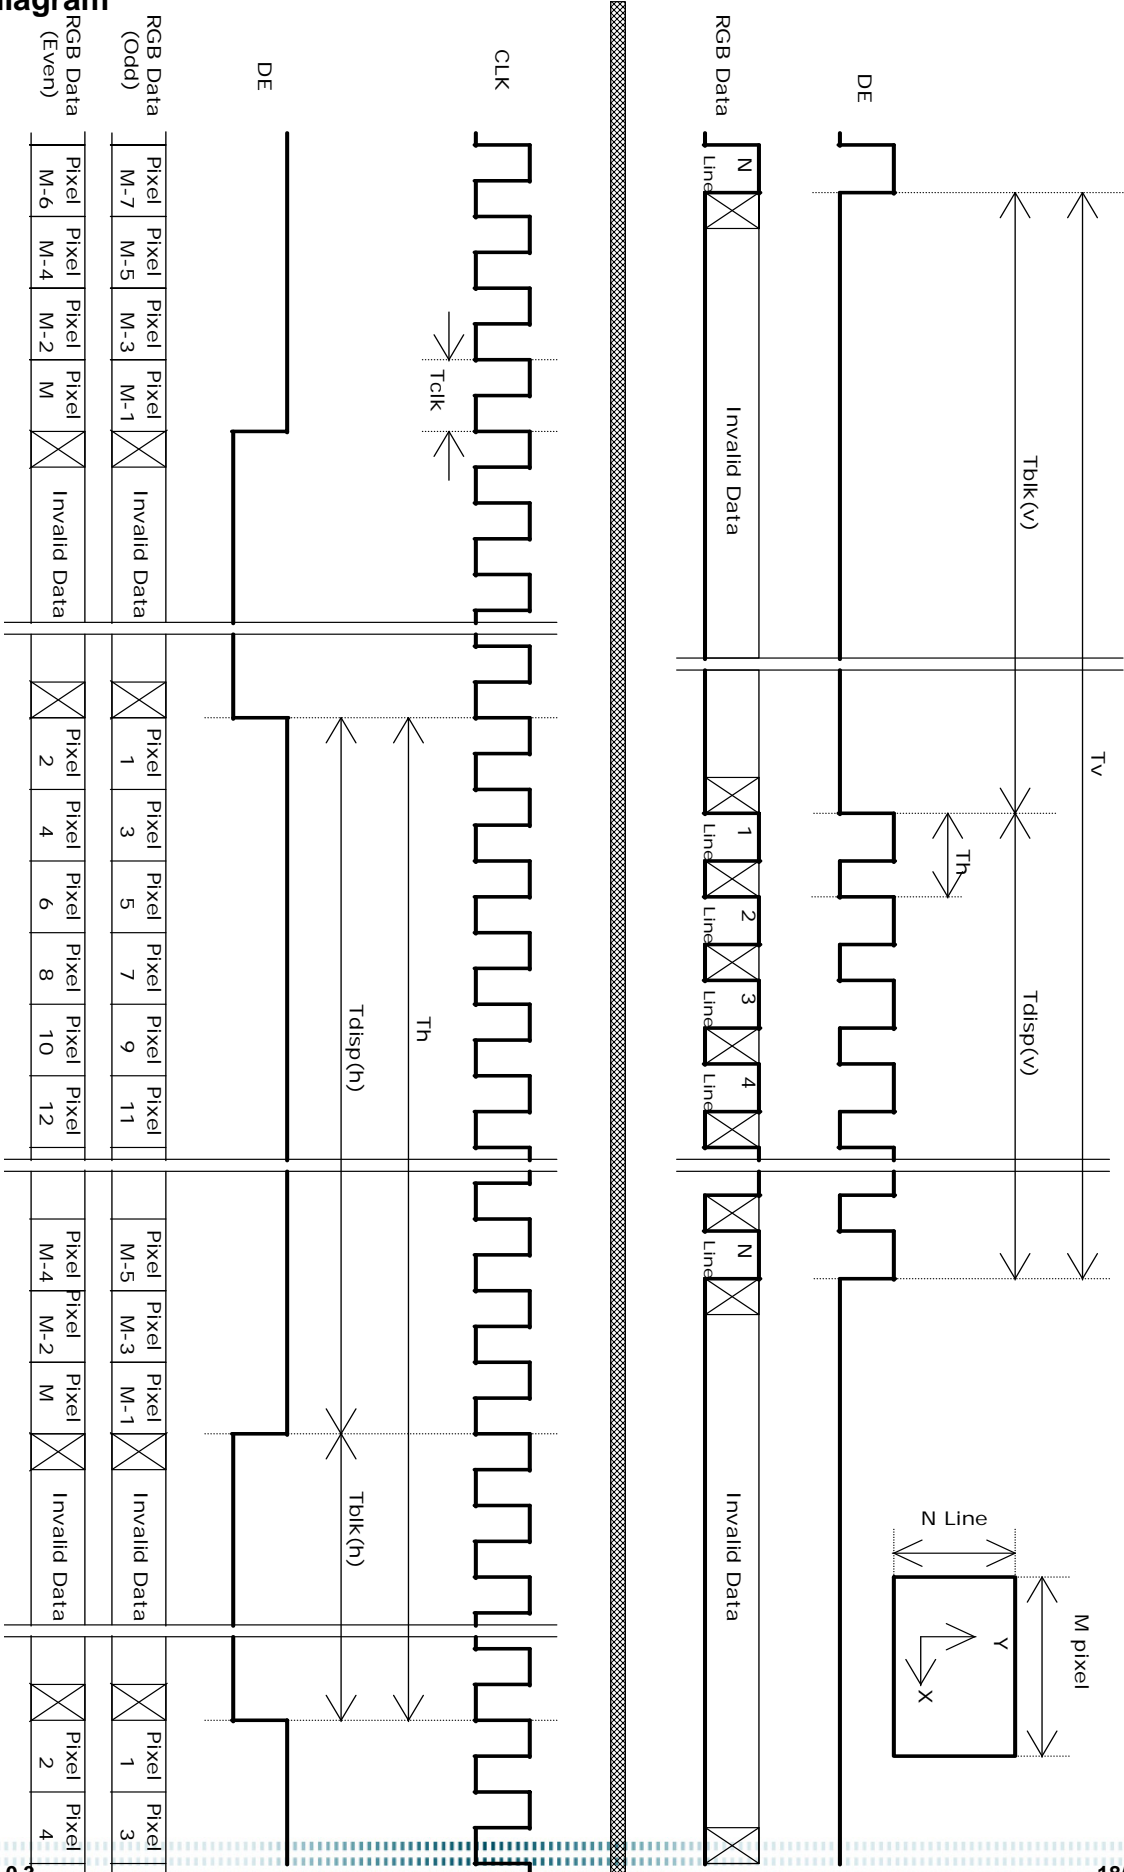 iagram
Tv
M pixel
Tblk(v)
Tdisp(v)
Y
X
N Line
Th
DE
RGB Data
N Line
Invalid Data
1 Line
2 Line
3 Line
4 Line
N Line
Invalid Data
CLK
Tclk
Th
Tdisp(h)
Tblk(h)
DE
RGB Data
(Odd)
Pixel M-7
Pixel M-5
Pixel M-3
Pixel M-1
Invalid Data
Pixel 1
Pixel 3
Pixel 5
Pixel 7
Pixel 9
Pixel 11
Pixel M-5
Pixel M-3
Pixel M-1
Invalid Data
Pixel 1
Pixel 3
RGB Data
(Even)
Pixel M-6
Pixel M-4
Pixel M-2
Pixel M
Invalid Data
Pixel 2
Pixel 4
Pixel 6
Pixel 8
Pixel 10
Pixel 12
Pixel M-4
Pixel M-2
Pixel M
Invalid Data
Pixel 2
Pixel 4